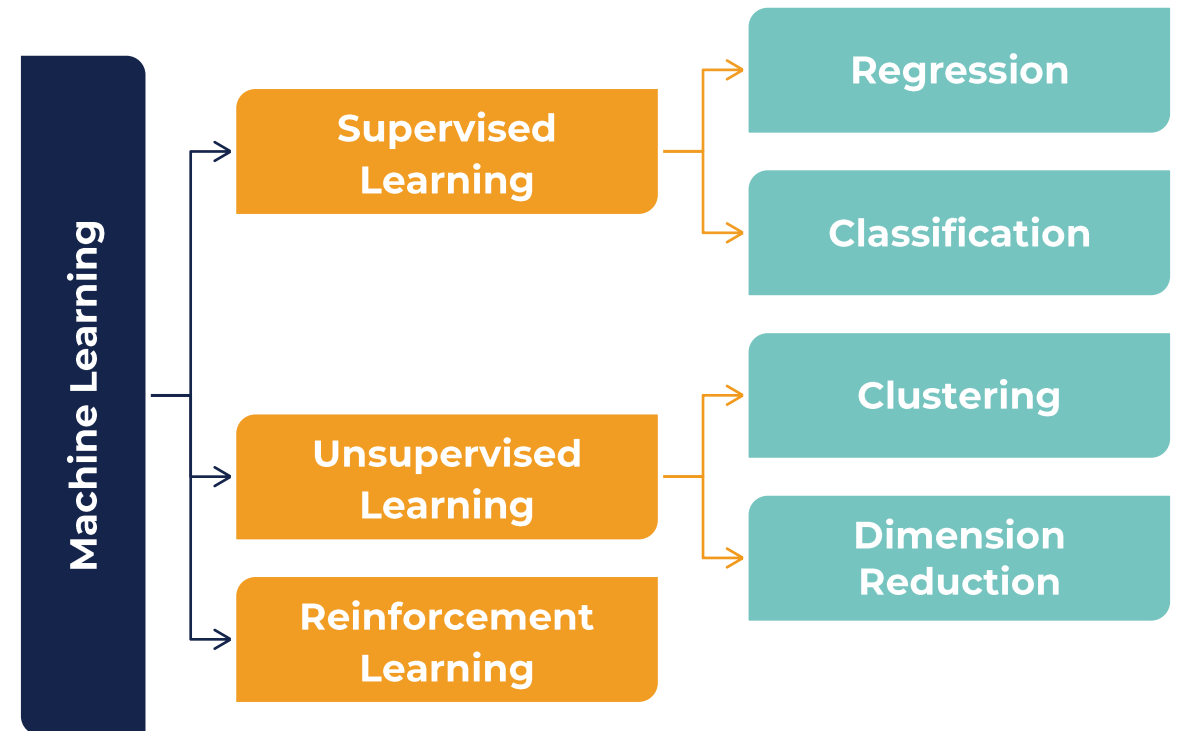 Machine Learning
Supervised
Learning
Regression
Classification
Unsupervised
Learning
Clustering
Dimension
Reduction
Reinforcement
Learning